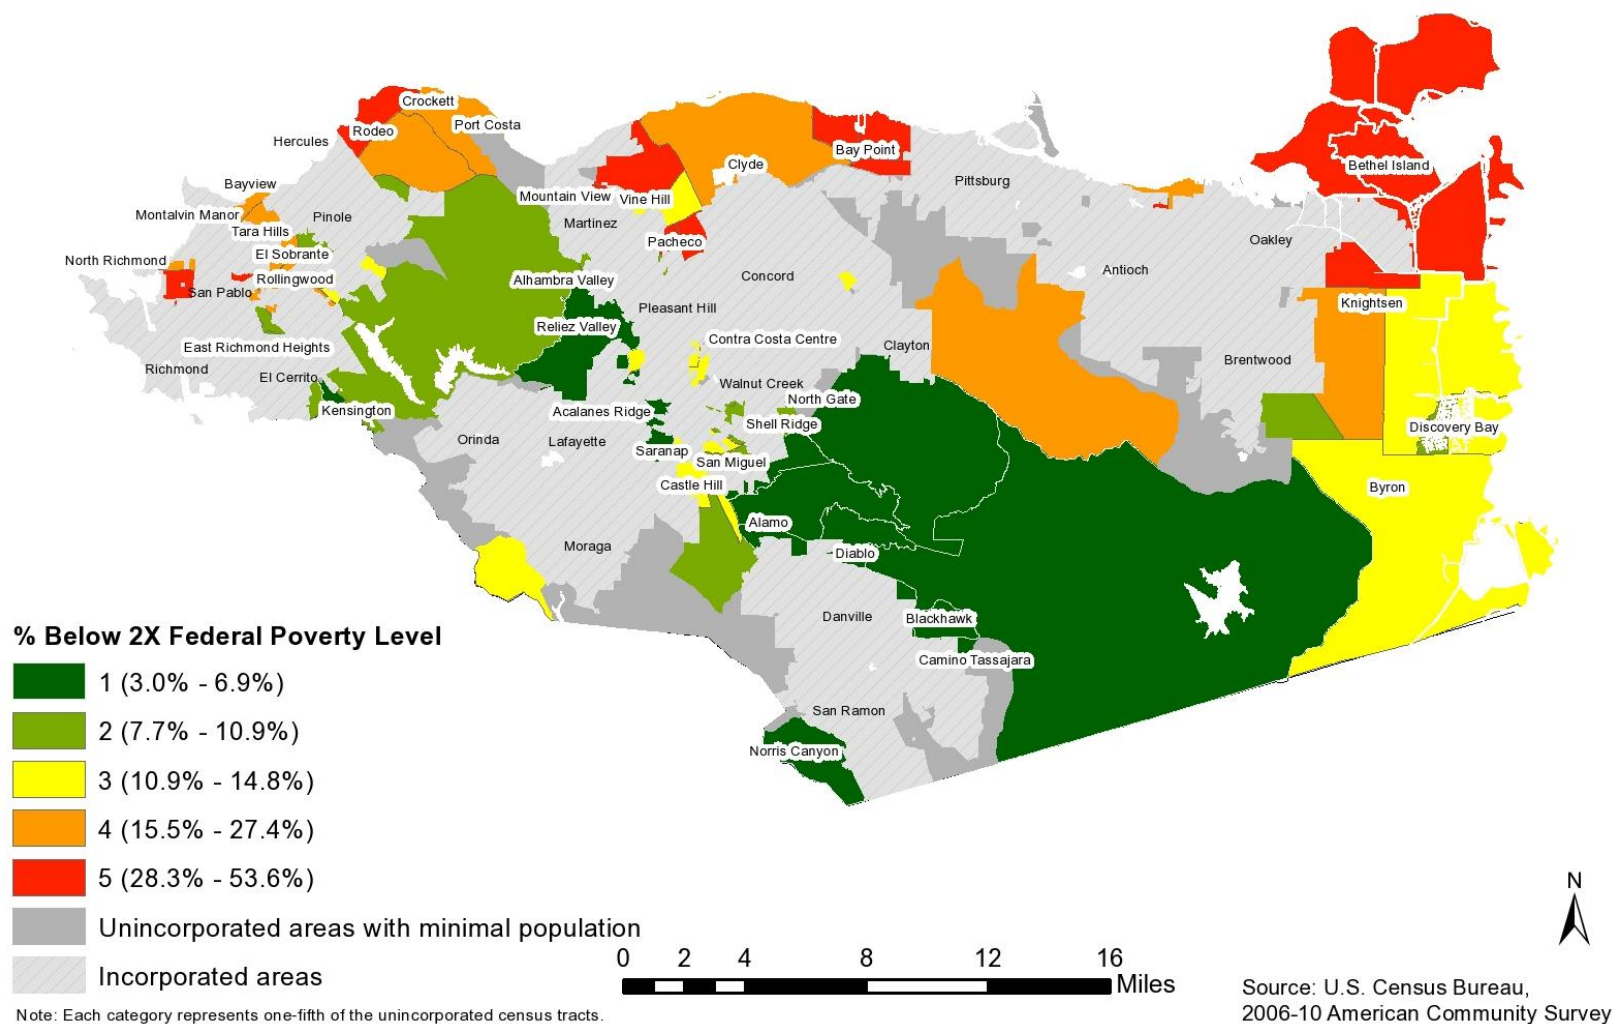 Crockett
Rodeo
Port Costa
Hercules
Bay Point
Clyde
Bethel Island
Pittsburg
Bayview
Mountain View
Vine Hill
Montalvin Manor
Pinole
Martinez
Tara Hills
Pacheco
Oakley
El Sobrante
North Richmond
Antioch
Rollingwood
Concord
Alhambra Valley
San Pablo
Knightsen
Pleasant Hill
Reliez Valley
Contra Costa Centre
East Richmond Heights
Clayton
Brentwood
Richmond
El Cerrito
Walnut Creek
North Gate
Kensington
Acalanes Ridge
Shell Ridge
Discovery Bay
Orinda
Lafayette
Saranap
San Miguel
Castle Hill
Byron
Alamo
Moraga
Diablo
Danville
Blackhawk
Camino Tassajara
San Ramon
Norris Canyon
% Below 2X Federal Poverty Level
1 (3.0% - 6.9%)
2 (7.7% - 10.9%)
3 (10.9% - 14.8%)
4 (15.5% - 27.4%)
5 (28.3% - 53.6%)
Unincorporated areas with minimal population
Incorporated areas
Note: Each category represents one-fifth of the unincorporated census tracts.
0 2 4 8 12 16
Miles
N
Source: U.S. Census Bureau,
2006-10 American Community Survey